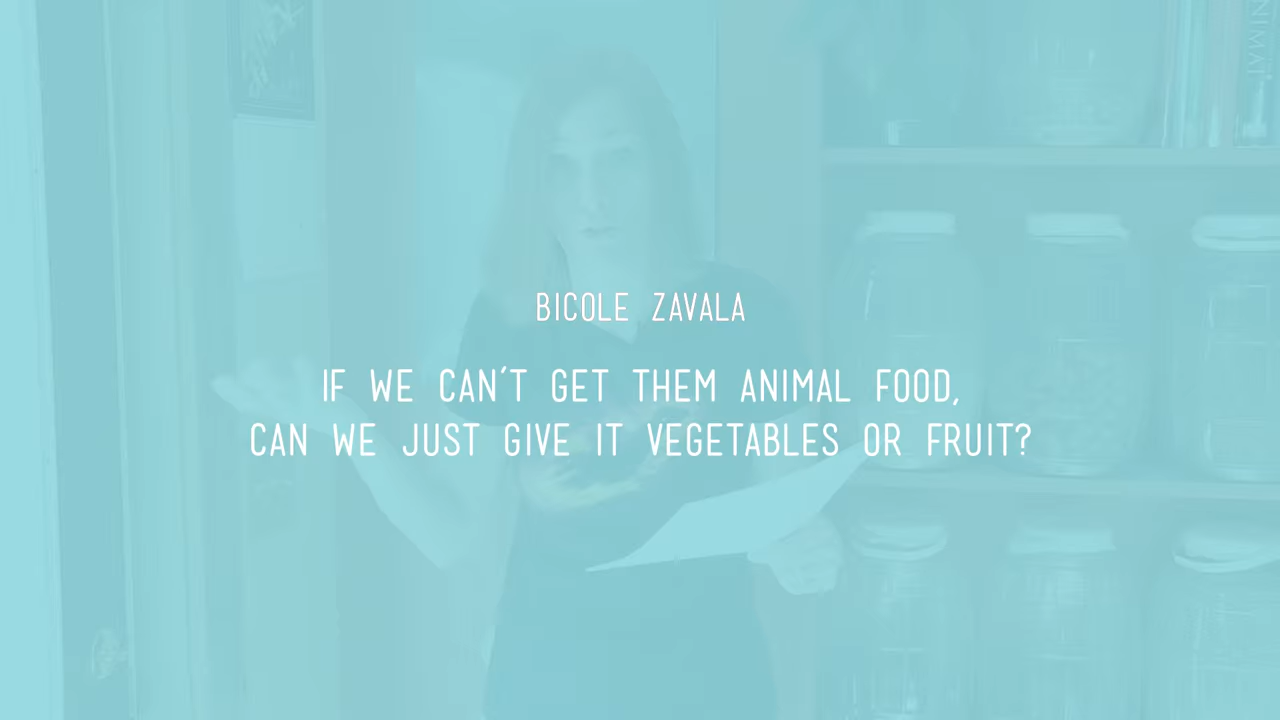 BICOLE ZAVALA
IF WE CAN'T GET THEM ANIMAL FOOD,
CAN WE JUST GIVE IT VEGETABLES OR FRUIT?